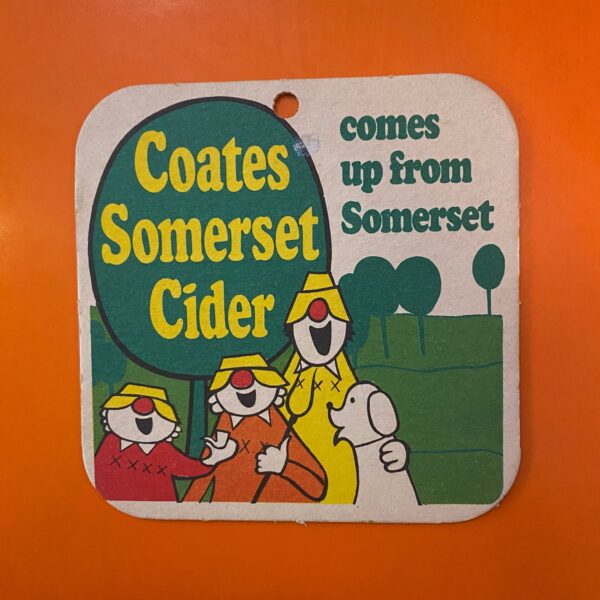 Coates
Somerset
Cider
comes
up from
Somerset